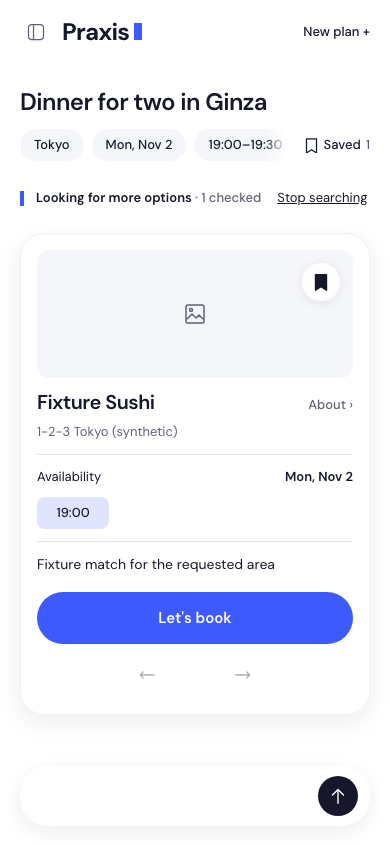 Praxis
New plan +
Dinner for two in Ginza
Tokyo
Mon, Nov 2
19:00–19:30
Saved 1
Looking for more options · 1 checked
Stop searching
Fixture Sushi
About ›
1-2-3 Tokyo (synthetic)
Availability
Mon, Nov 2
19:00
Fixture match for the requested area
Let's book
← →